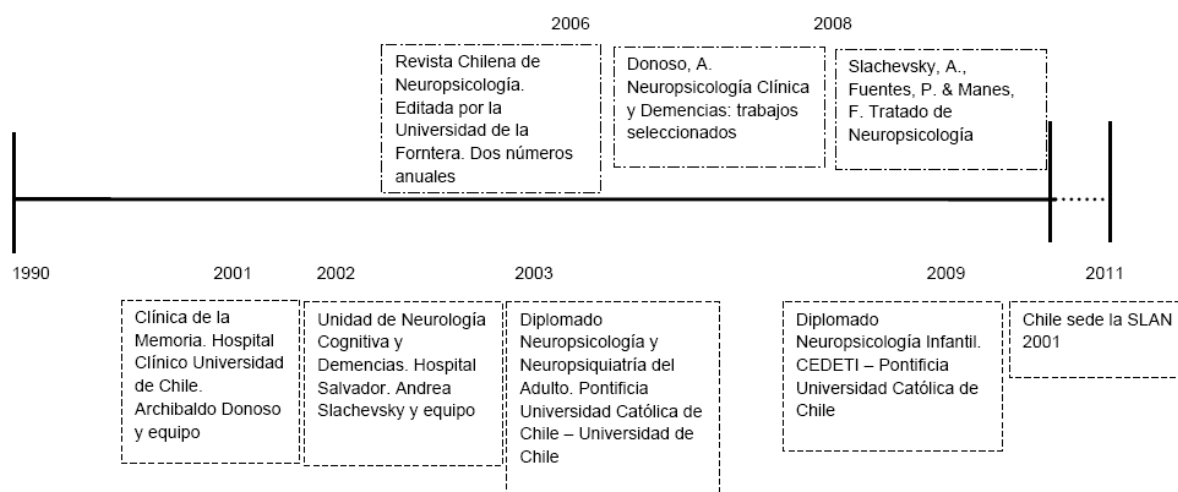 2006
2008
Revista Chilena de
Neuropsicología.
Editada por la
Universidad de la
Forntera. Dos números
anuales
Donoso, A.
Neuropsicología Clínica
y Demencias: trabajos
seleccionados
Slachevsky, A.,
Fuentes, P. & Manes,
F. Tratado de
Neuropsicología
1990
2001
2002
2003
2009
2011
Clínica de la
Memoria. Hospital
Clínico Universidad
de Chile.
Archibaldo Donoso
y equipo
Unidad de Neurología
Cognitiva y
Demencias. Hospital
Salvador. Andrea
Slachevsky y equipo
Diplomado
Neuropsicología y
Neuropsiquiatría del
Adulto. Pontificia
Universidad Católica de
Chile – Universidad de
Chile
Diplomado
Neuropsicología Infantil.
CEDETI – Pontificia
Universidad Católica de
Chile
Chile sede la SLAN
2001